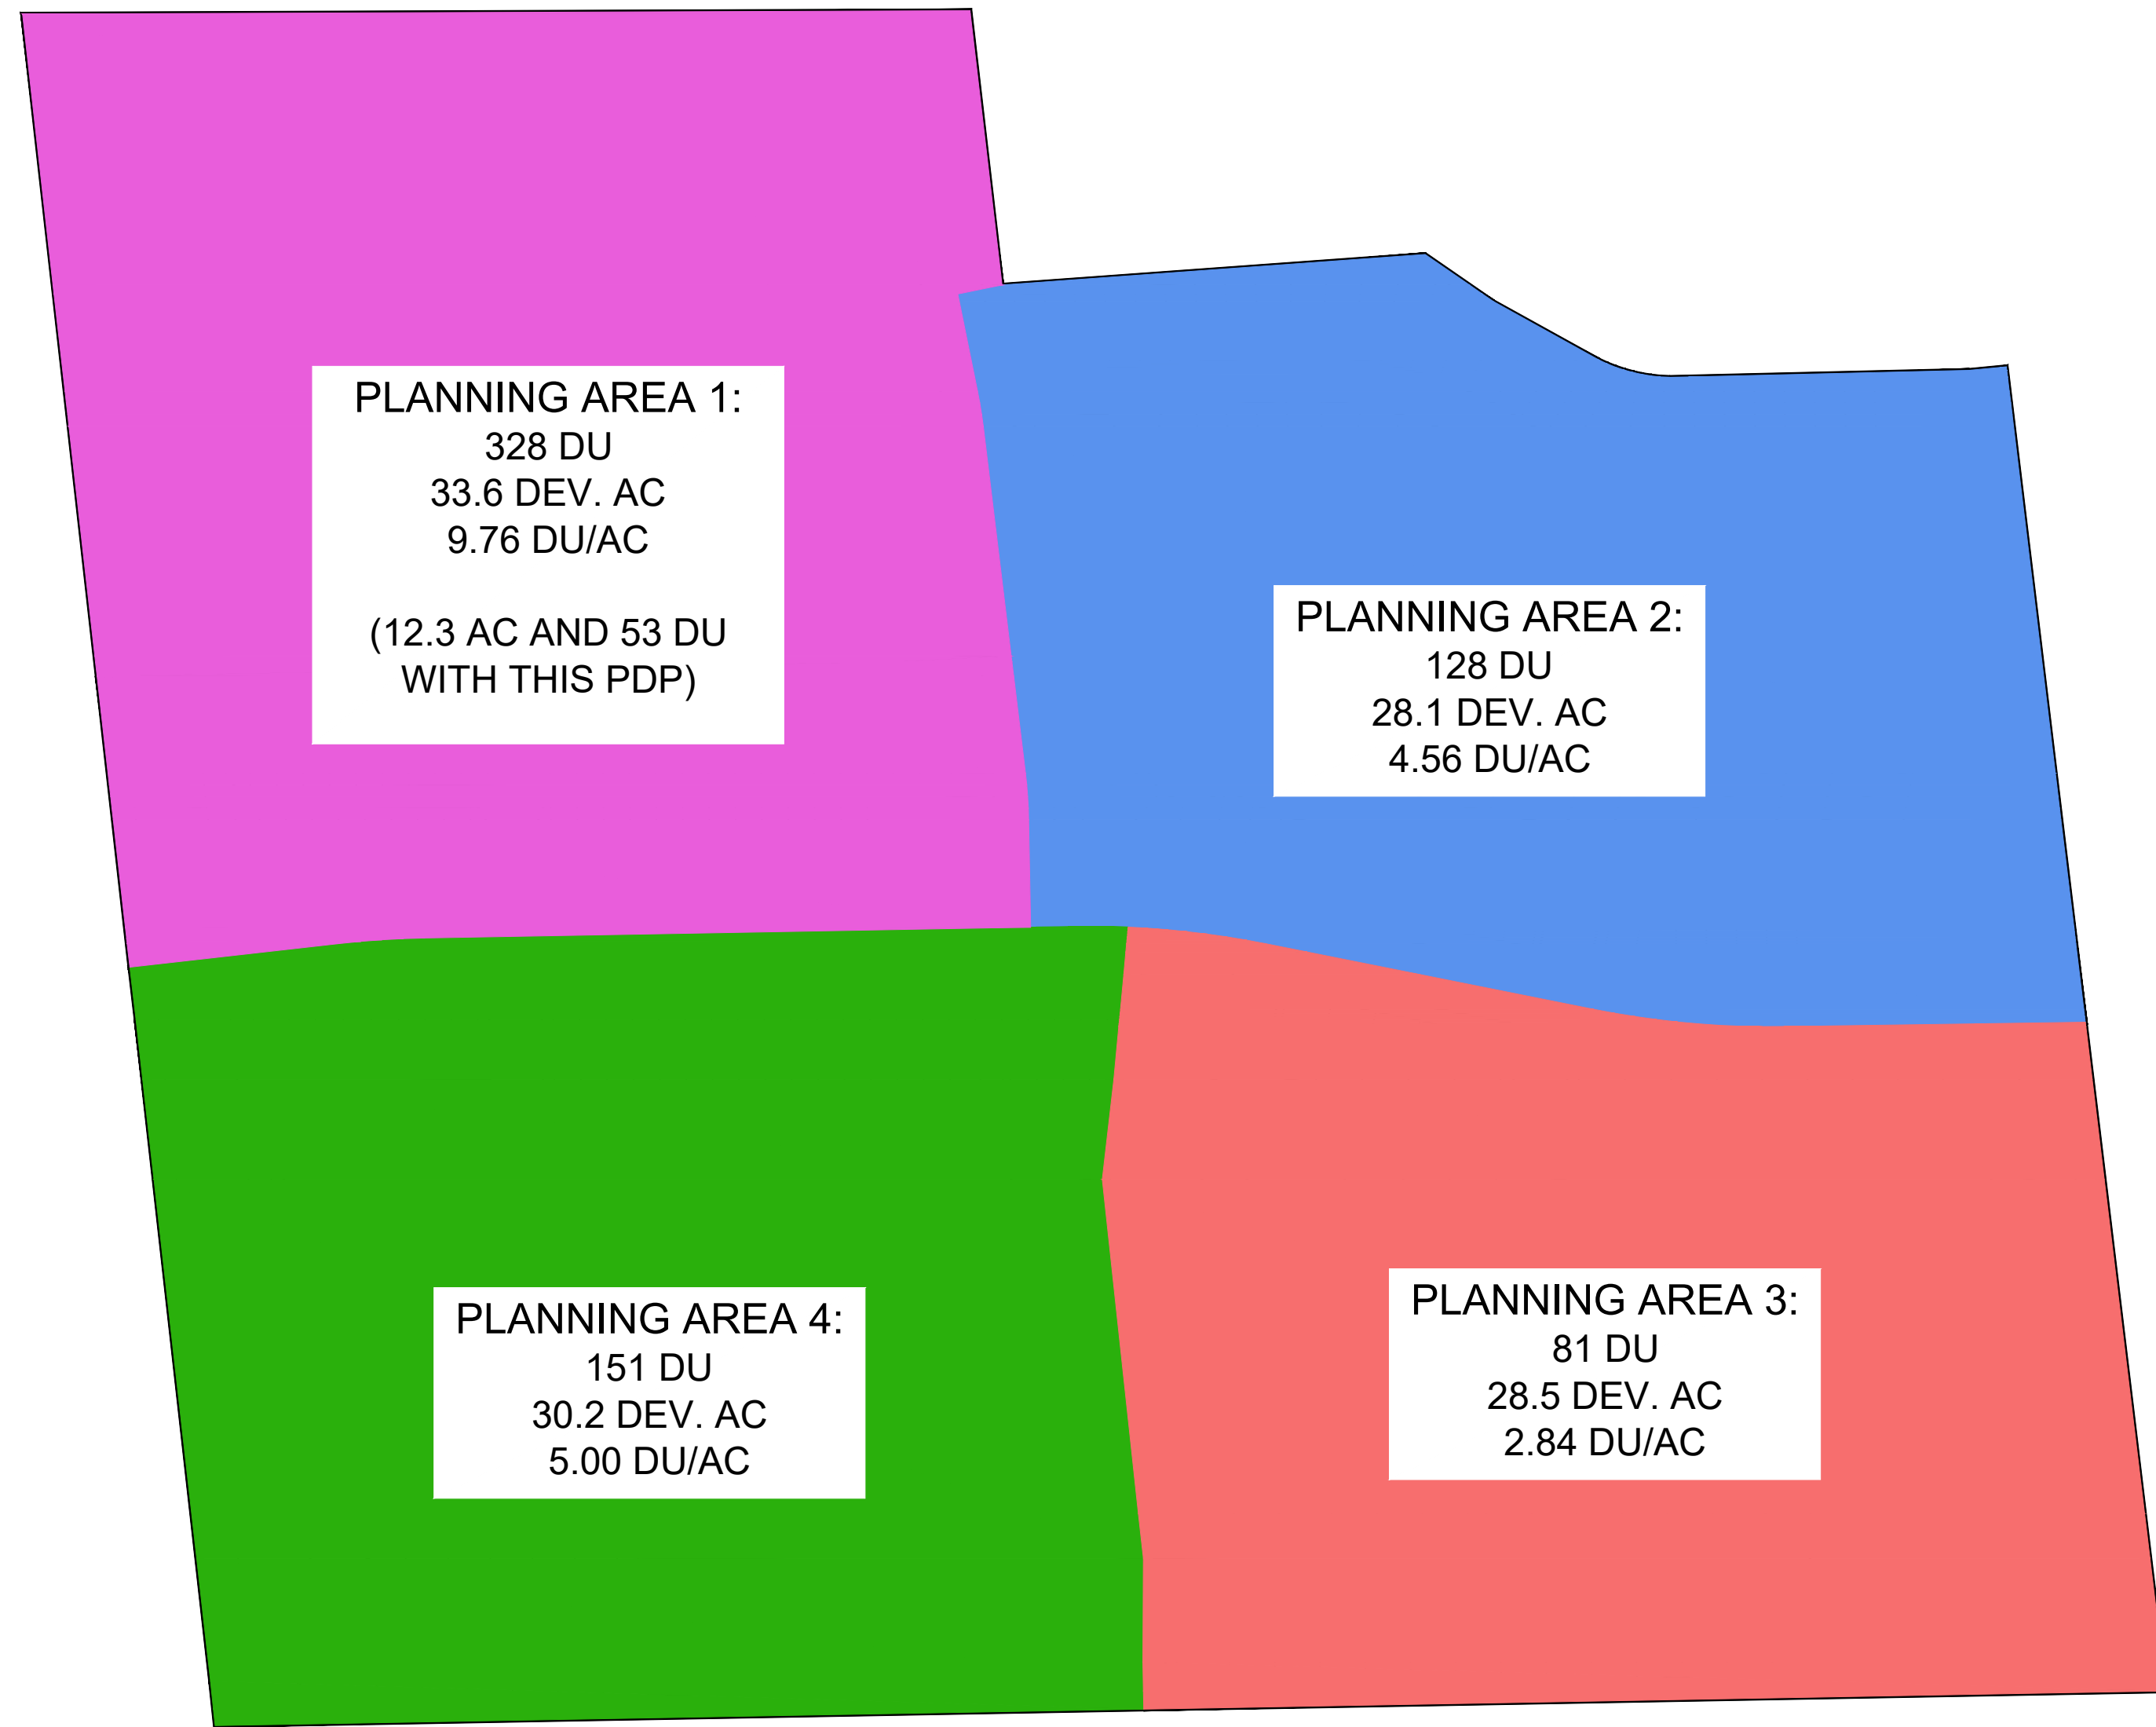 PLANNING AREA 1:
328 DU
33.6 DEV. AC
9.76 DU/AC
(12.3 AC AND 53 DU
WITH THIS PDP)
PLANNING AREA 2:
128 DU
28.1 DEV. AC
4.56 DU/AC
PLANNING AREA 4:
151 DU
30.2 DEV. AC
5.00 DU/AC
PLANNING AREA 3:
81 DU
28.5 DEV. AC
2.84 DU/AC